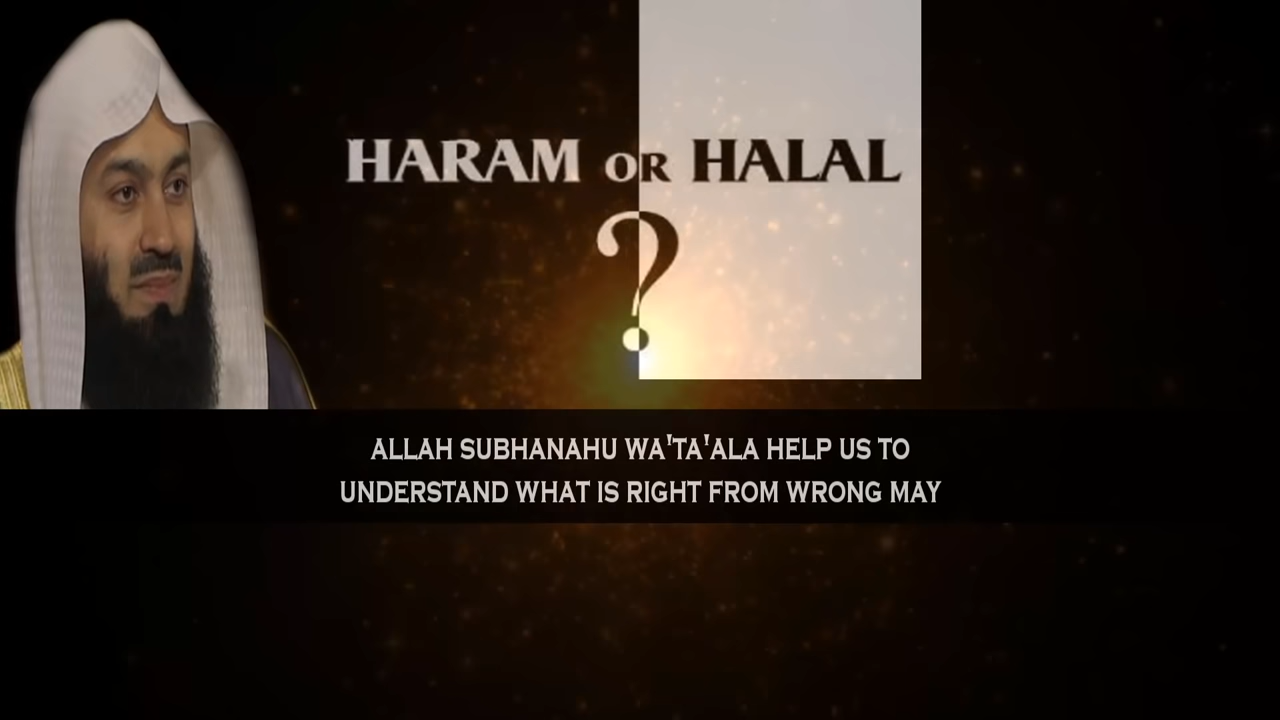 HARAM OR HALAL
?
ALLAH SUBHANAHU WA'TA'ALA HELP US TO
UNDERSTAND WHAT IS RIGHT FROM WRONG MAY